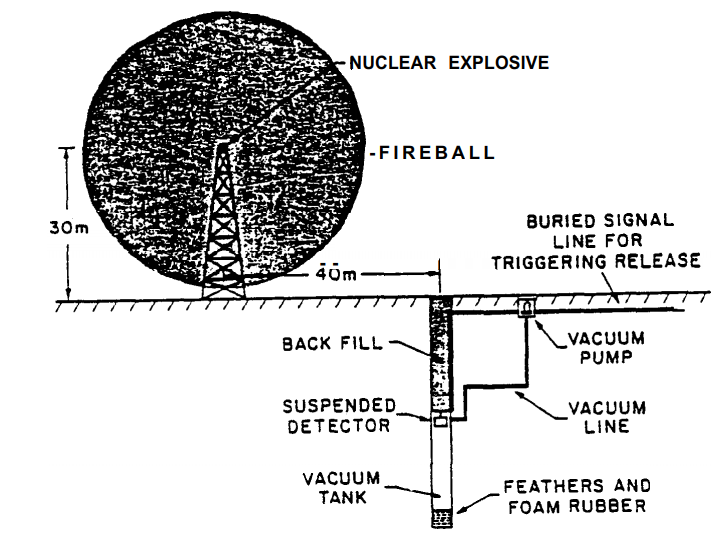 NUCLEAR EXPLOSIVE
FIREBALL
30m
40m
BURIED SIGNAL
LINE FOR
TRIGGERING RELEASE
BACK FILL
VACUUM
PUMP
SUSPENDED
DETECTOR
VACUUM
LINE
VACUUM
TANK
FEATHERS AND
FOAM RUBBER